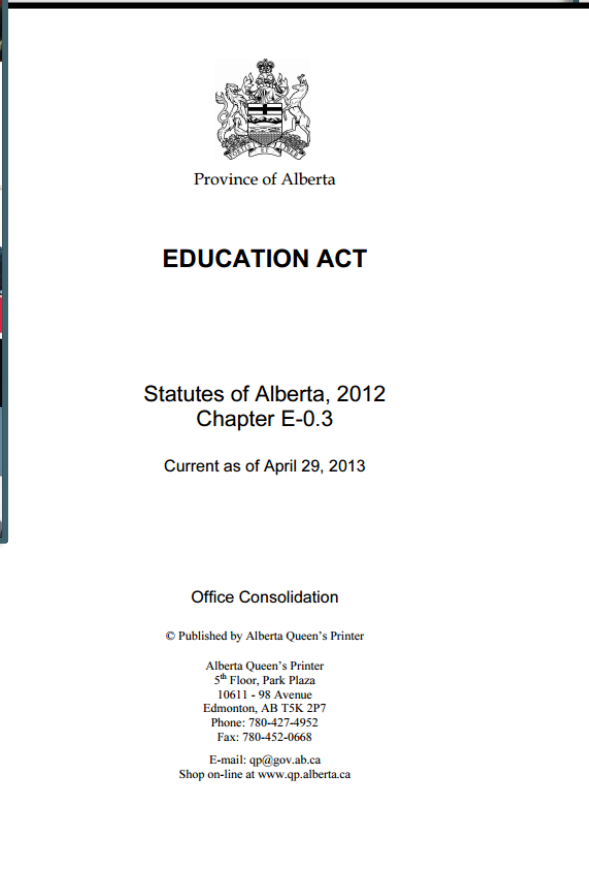 Province of Alberta
EDUCATION ACT
Statutes of Alberta, 2012
Chapter E-0.3
Current as of April 29, 2013
Office Consolidation
© Published by Alberta Queen's Printer
Alberta Queen's Printer
5th Floor, Park Plaza
10611 - 98 Avenue
Edmonton, AB T5K 2P7
Phone: 780-427-4952
Fax: 780-452-0668
E-mail: qp@gov.ab.ca
Shop on-line at www.qp.alberta.ca